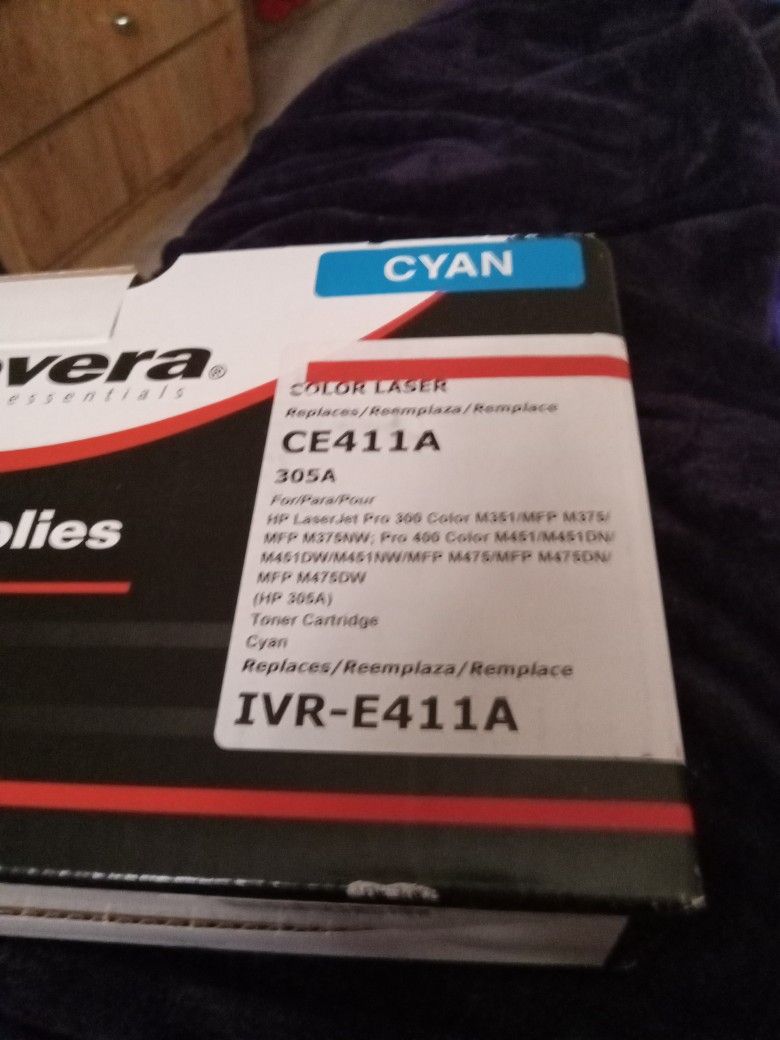 CYAN
vera®
essentials
COLOR LASER
Replaces/Reemplaza/Remplace
CE411A
305A
For/Para/Pour
HP LaserJet Pro 300 Color M351/MFP M375/
MFP M375NW; Pro 400 Color M451/M451DN/
M451DW/M451NW/MFP M475/MFP M475DN/
MFP M475DW
(HP 305A)
Toner Cartridge
Cyan
Replaces/Reemplaza/Remplace
IVR-E411A
plies